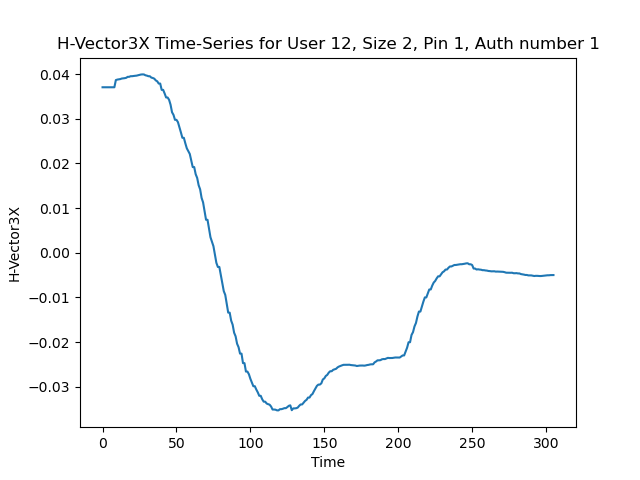 H-Vector3X Time-Series for User 12, Size 2, Pin 1, Auth number 1
0.04
0.03
0.02
0.01
0.00
−0.01
−0.02
−0.03
H-Vector3X
0 50 100 150 200 250 300
Time